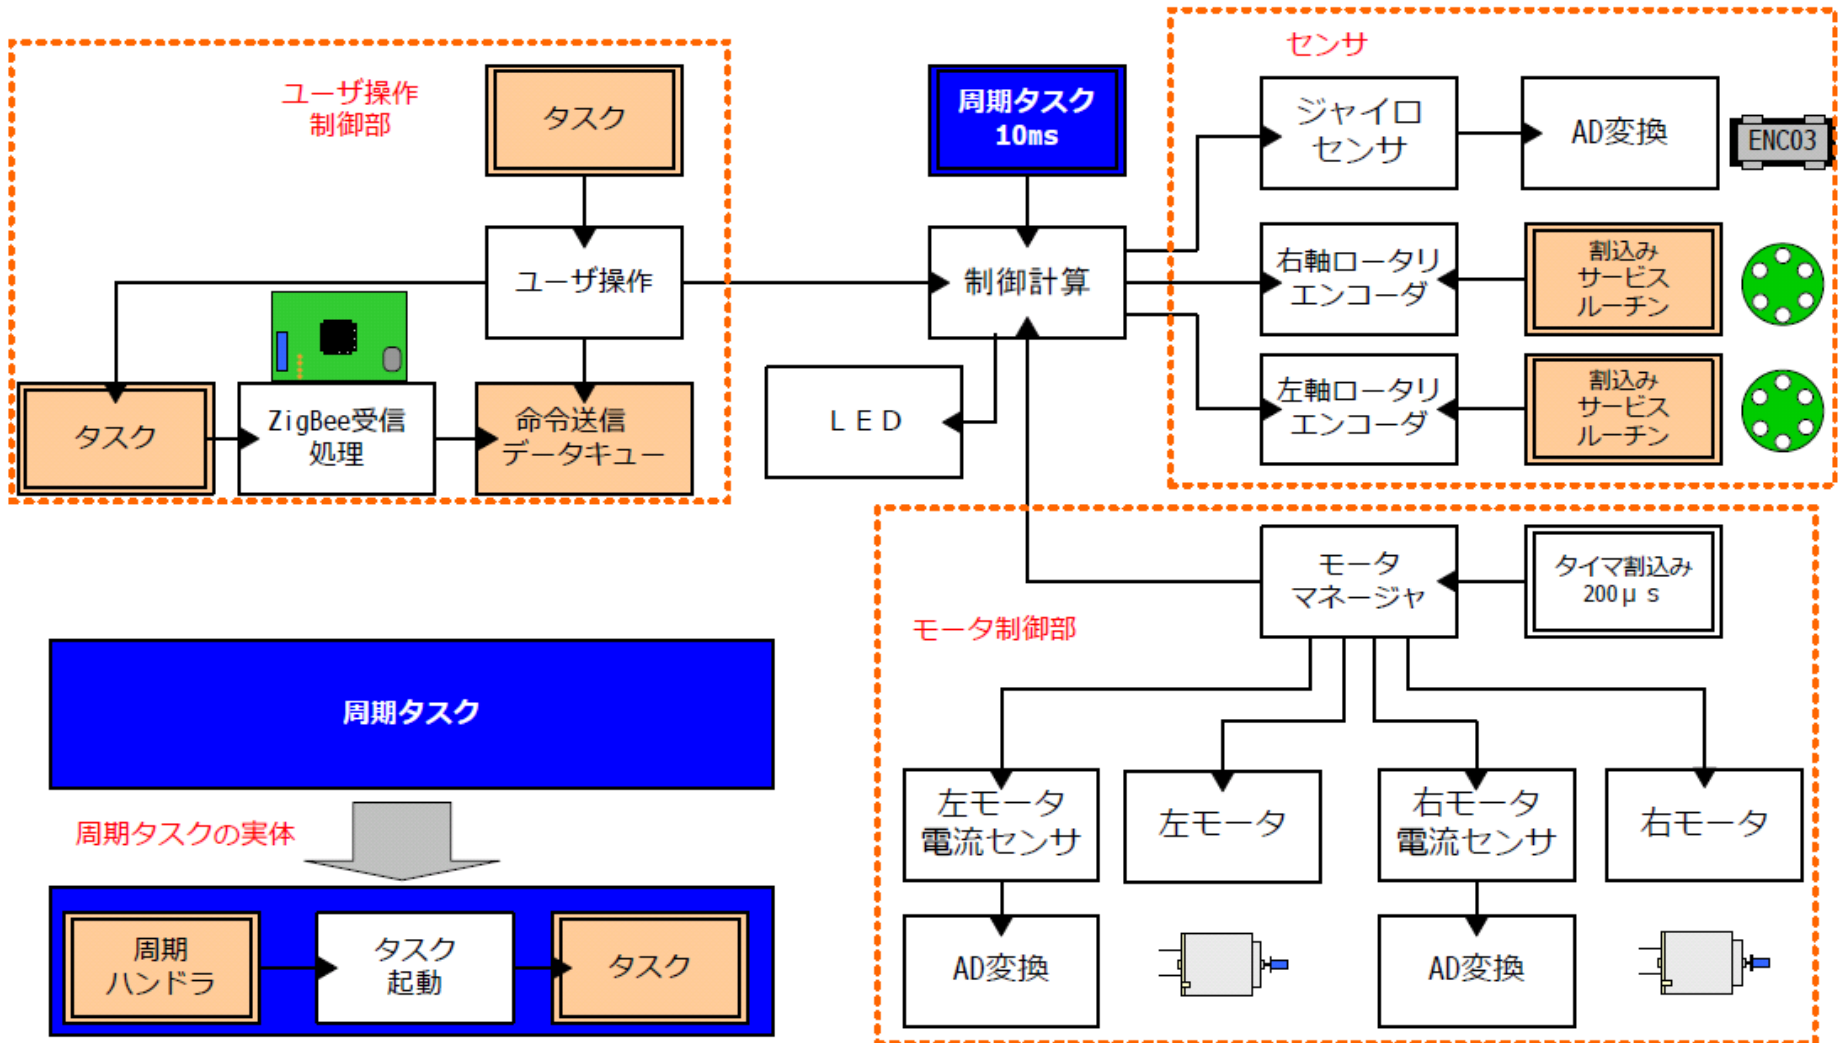 ユーザ操作
制御部
タスク
ユーザ操作
タスク
ZigBee受信
処理
命令送信
データキュー
周期タスク
10ms
制御計算
ＬＥＤ
センサ
ジャイロ
センサ
AD変換
ENC03
右軸ロータリ
エンコーダ
割込み
サービス
ルーチン
左軸ロータリ
エンコーダ
割込み
サービス
ルーチン
モータ制御部
モータ
マネージャ
タイマ割込み
200μｓ
左モータ
電流センサ
左モータ
右モータ
電流センサ
右モータ
AD変換
AD変換
周期タスク
周期タスクの実体
周期
ハンドラ
タスク
起動
タスク